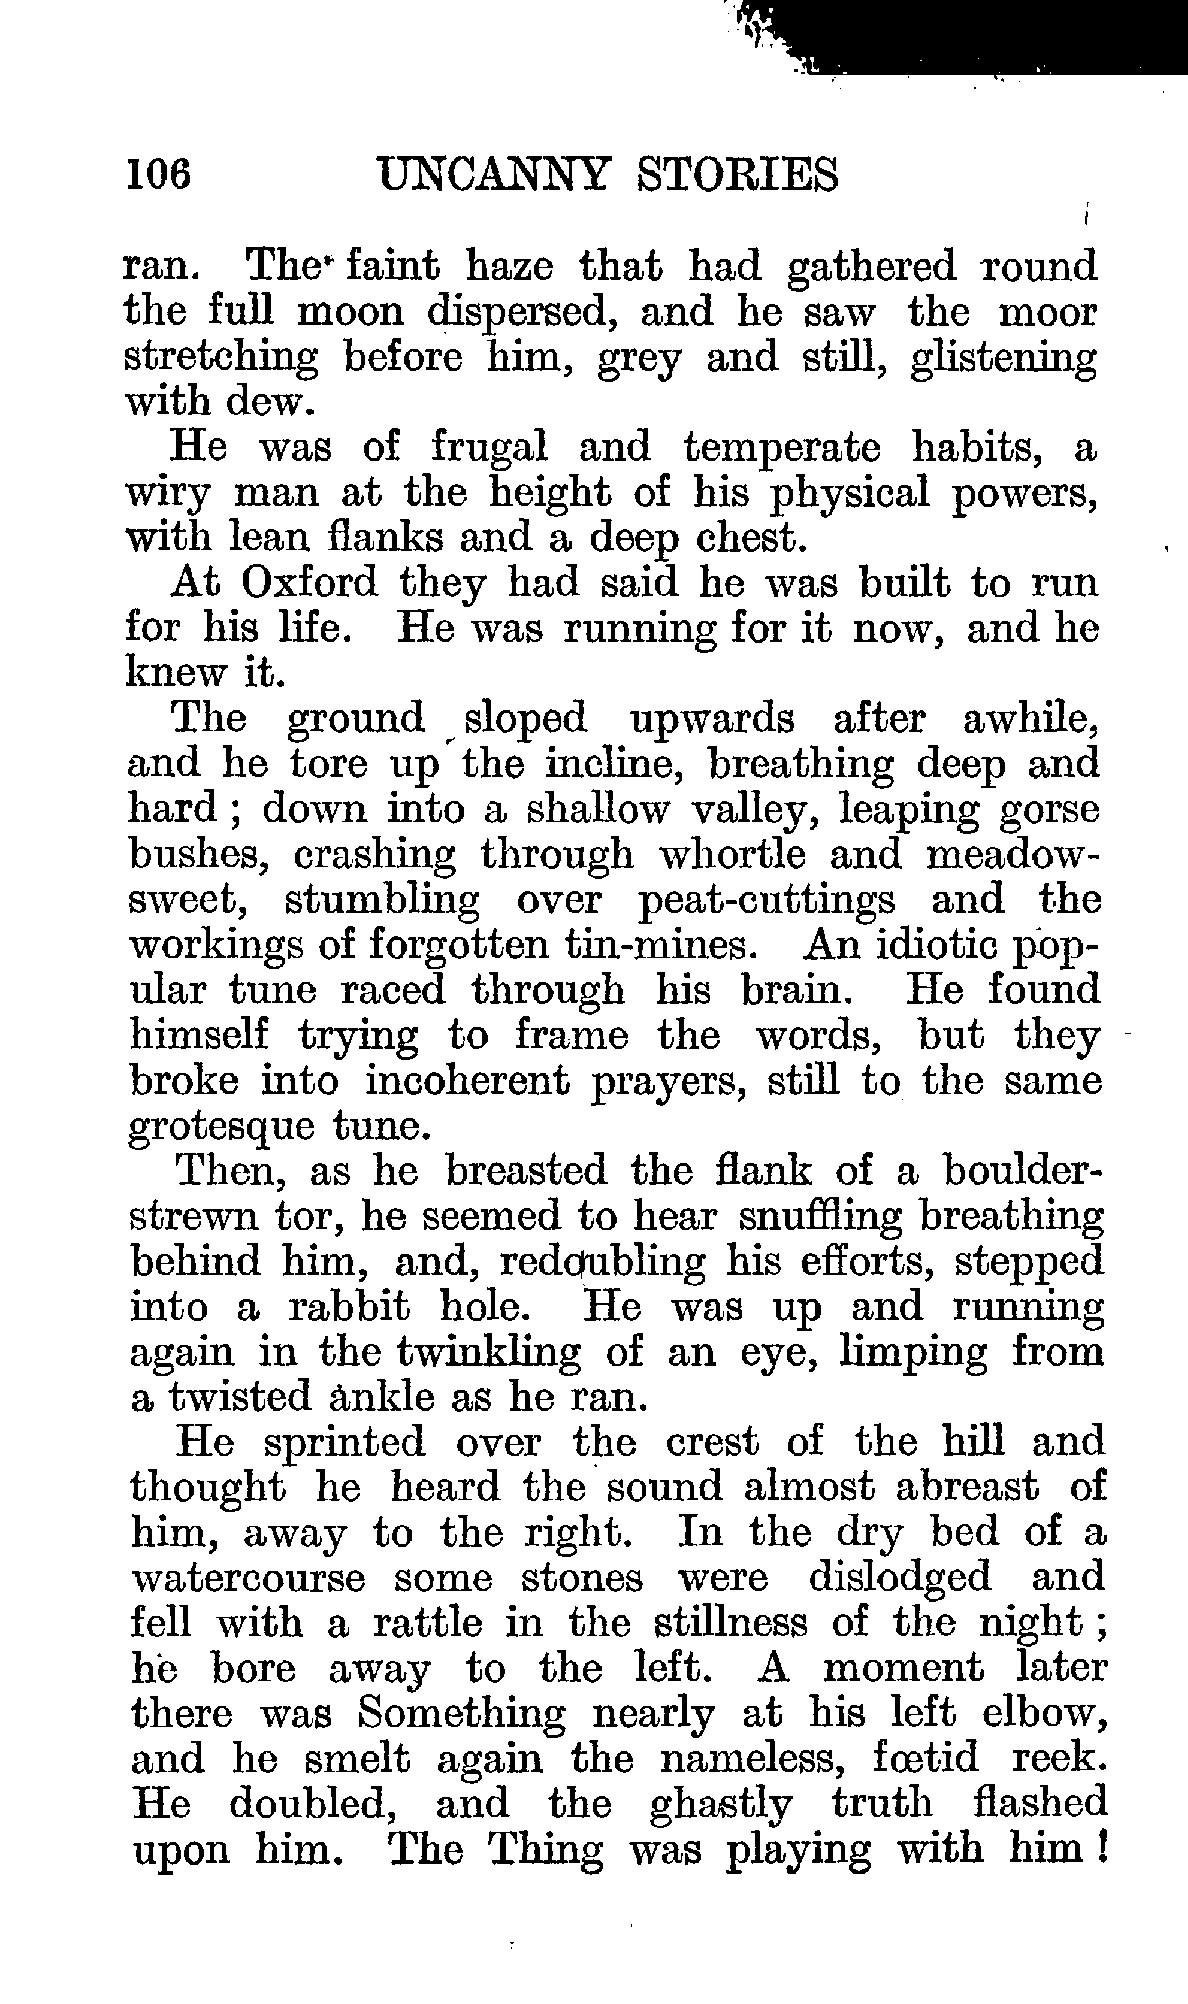 106 UNCANNY STORIES
ran. The faint haze that had gathered round
the full moon dispersed, and he saw the moor
stretching before him, grey and still, glistening
with dew.
He was of frugal and temperate habits, a
wiry man at the height of his physical powers,
with lean flanks and a deep chest.
At Oxford they had said he was built to run
for his life. He was running for it now, and he
knew it.
The ground sloped upwards after awhile,
and he tore up the incline, breathing deep and
hard ; down into a shallow valley, leaping gorse
bushes, crashing through whortle and meadow-
sweet, stumbling over peat-cuttings and the
workings of forgotten tin-mines. An idiotic pop-
ular tune raced through his brain. He found
himself trying to frame the words, but they
broke into incoherent prayers, still to the same
grotesque tune.
Then, as he breasted the flank of a boulder-
strewn tor, he seemed to hear snuffling breathing
behind him, and, redoubling his efforts, stepped
into a rabbit hole. He was up and running
again in the twinkling of an eye, limping from
a twisted ankle as he ran.
He sprinted over the crest of the hill and
thought he heard the sound almost abreast of
him, away to the right. In the dry bed of a
watercourse some stones were dislodged and
fell with a rattle in the stillness of the night ;
he bore away to the left. A moment later
there was Something nearly at his left elbow,
and he smelt again the nameless, fœtid reek.
He doubled, and the ghastly truth flashed
upon him. The Thing was playing with him !